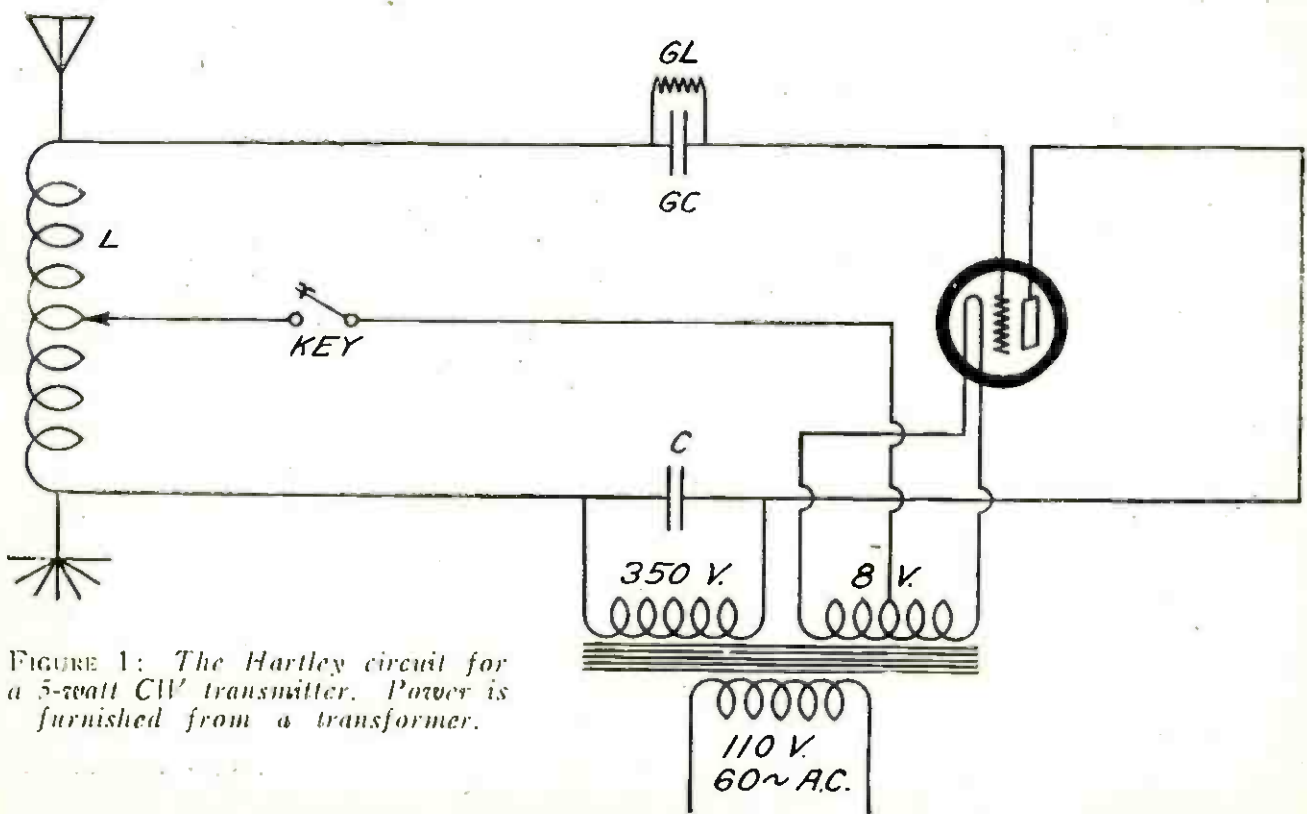 GL
GC
L
KEY
C
350 V.
8 V.
110 V.
60~ A.C.
FIGURE 1: The Hartley circuit for
a 5-watt CW transmitter. Power is
furnished from a transformer.